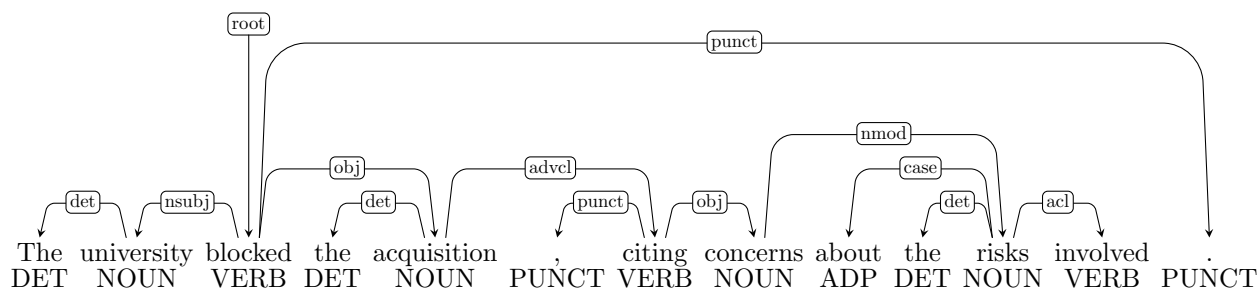 root
punct
nmod
obj advcl case
det nsubj det punct obj det acl
The university blocked the acquisition , citing concerns about the risks involved .
DET NOUN VERB DET NOUN PUNCT VERB NOUN ADP DET NOUN VERB PUNCT